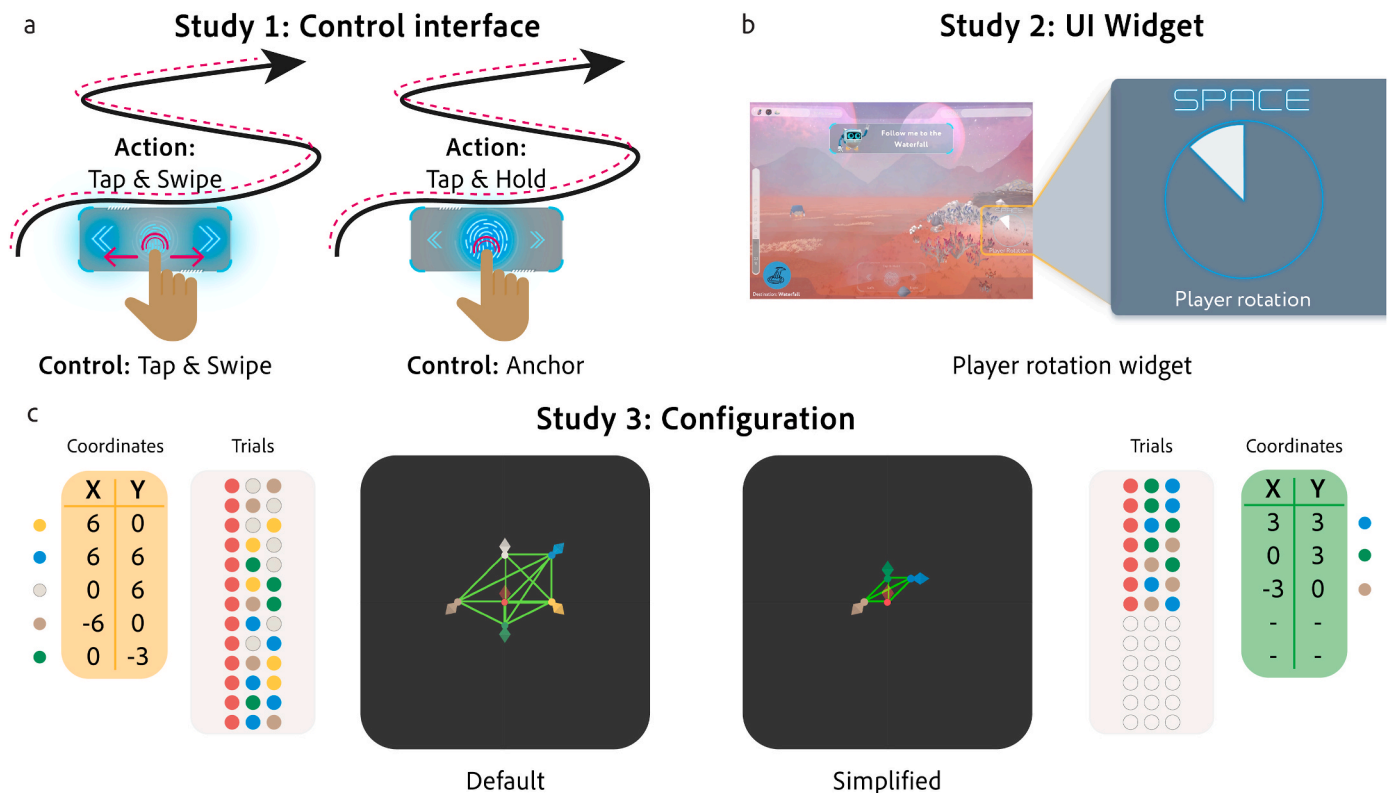 a
Study 1: Control interface
Action:
Tap & Swipe
Control: Tap & Swipe
Action:
Tap & Hold
Control: Anchor
b
Study 2: UI Widget
Follow me to the
Waterfall
Destination: Waterfall
SPACE
Player rotation
Player rotation widget
c
Study 3: Configuration
Coordinates
X Y
6 0
6 6
0 6
-6 0
0 -3
Trials
Default
Simplified
Trials
Coordinates
X Y
3 3
0 3
-3 0
- -
- -